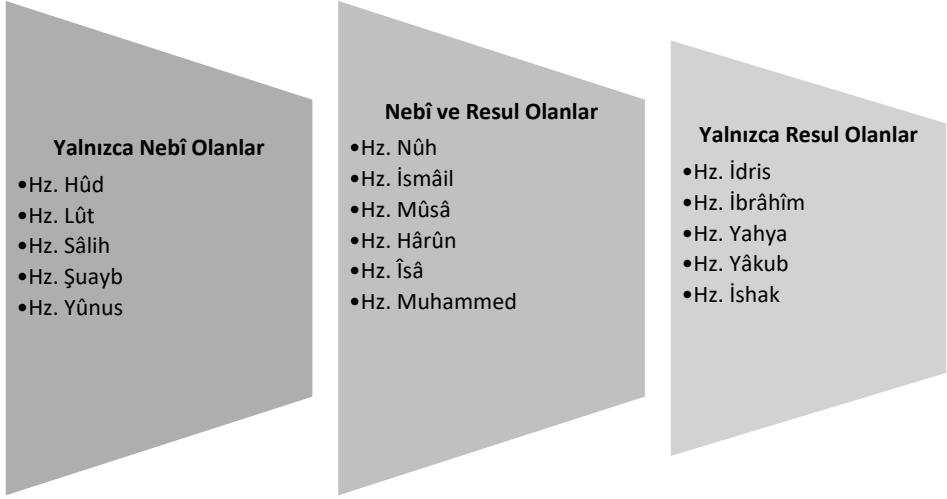 Yalnızca Nebî Olanlar
•Hz. Hûd
•Hz. Lût
•Hz. Sâlih
•Hz. Şuayb
•Hz. Yûnus
Nebî ve Resul Olanlar
•Hz. Nûh
•Hz. İsmâil
•Hz. Mûsâ
•Hz. Hârûn
•Hz. Îsâ
•Hz. Muhammed
Yalnızca Resul Olanlar
•Hz. İdris
•Hz. İbrâhîm
•Hz. Yahya
•Hz. Yâkub
•Hz. İshak